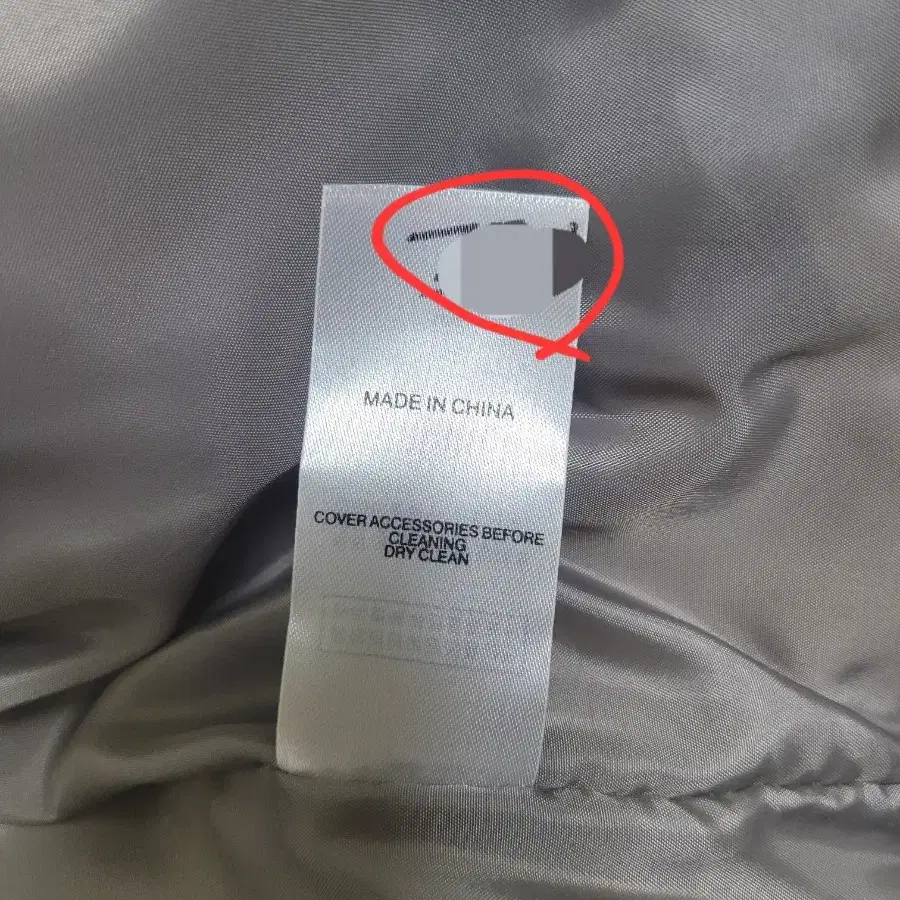 MADE IN CHINA
COVER ACCESSORIES BEFORE
CLEANING
DRY CLEAN